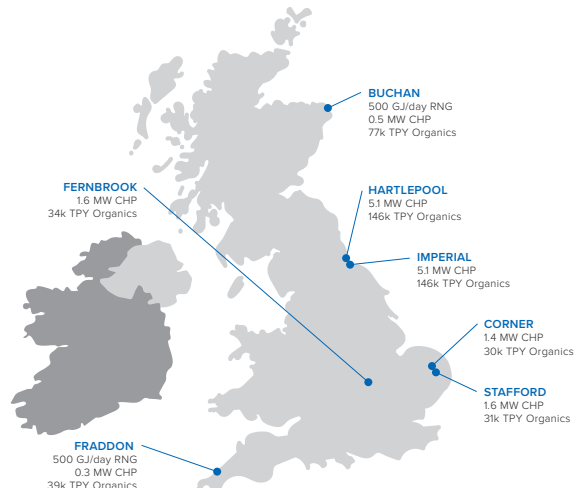 BUCHAN
500 GJ/day RNG
0.5 MW CHP
77k TPY Organics
FERNBROOK
1.6 MW CHP
34k TPY Organics
HARTLEPOOL
5.1 MW CHP
146k TPY Organics
IMPERIAL
5.1 MW CHP
146k TPY Organics
CORNER
1.4 MW CHP
30k TPY Organics
STAFFORD
1.6 MW CHP
31k TPY Organics
FRADDON
500 GJ/day RNG
0.3 MW CHP
39k TPY Organics